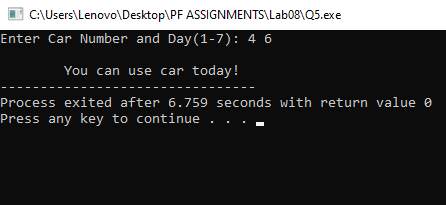 C:\Users\Lenovo\Desktop\PF ASSIGNMENTS\Lab08\Q5.exe
Enter Car Number and Day(1-7): 4 6
You can use car today!
--------------------------------
Process exited after 6.759 seconds with return value 0
Press any key to continue . . .